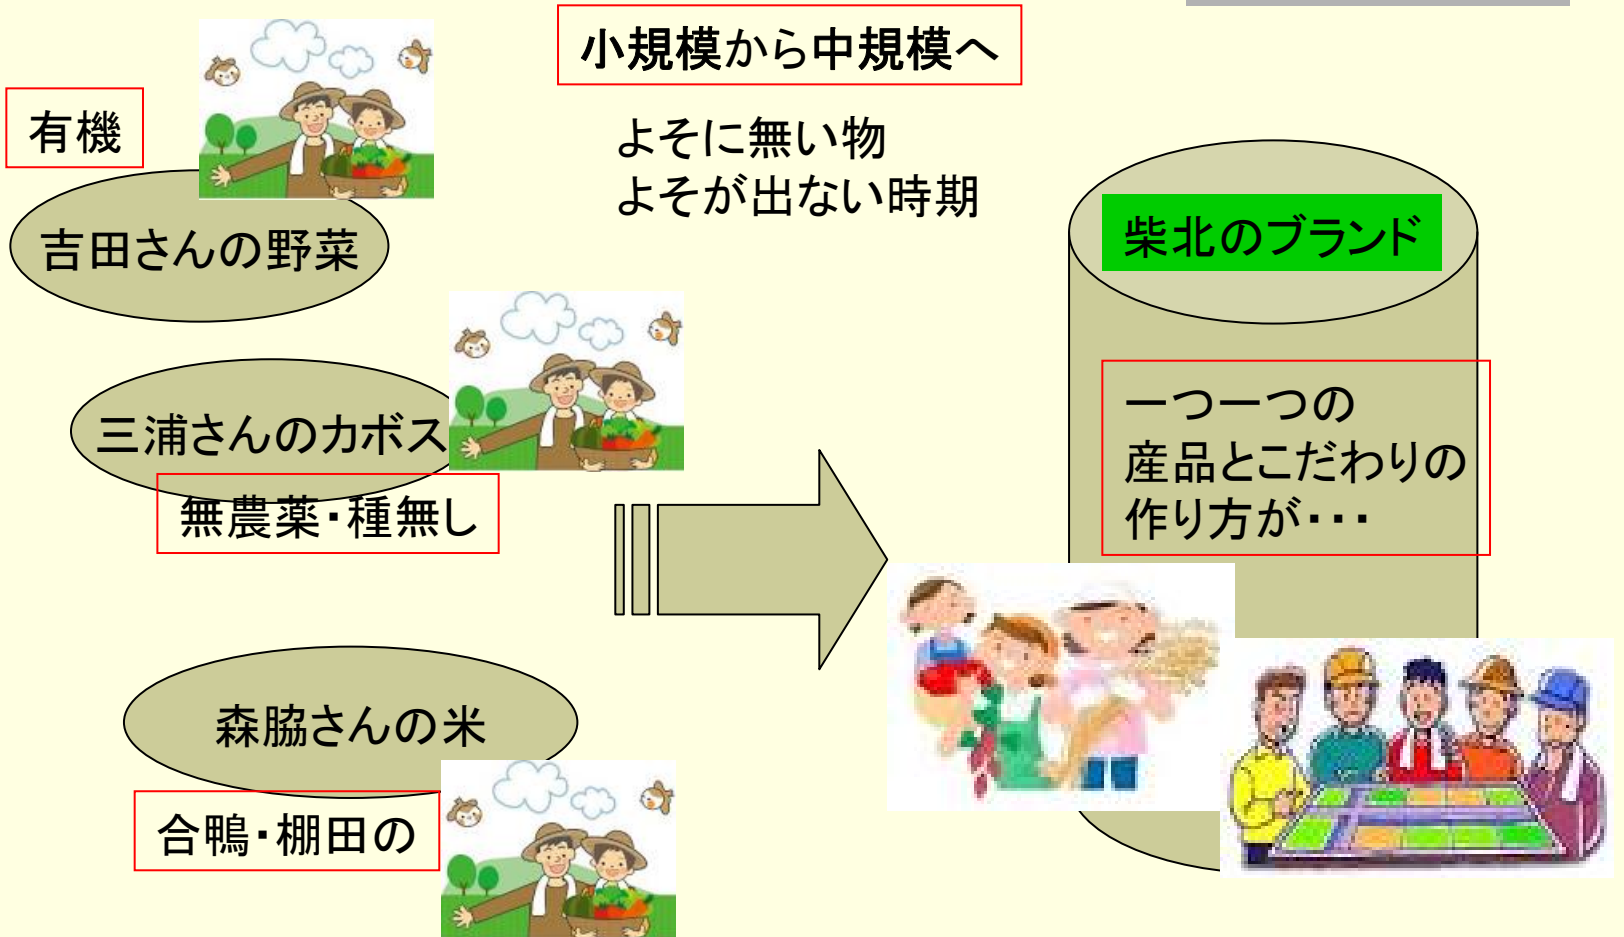 小規模から中規模へ
よそに無い物
よそが出ない時期
有機
吉田さんの野菜
三浦さんのカボス
無農薬・種無し
森脇さんの米
合鴨・棚田の
柴北のブランド
一つ一つの
産品とこだわりの
作り方が・・・